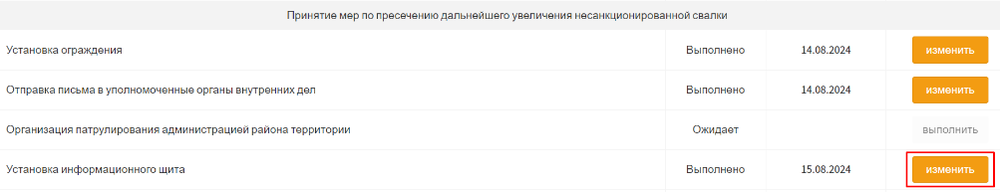 Принятие мер по пресечению дальнейшего увеличения несанкционированной свалки
Установка ограждения Выполнено 14.08.2024 изменить
Отправка письма в уполномоченные органы внутренних дел Выполнено 14.08.2024 изменить
Организация патрулирования администрацией района территории Ожидает выполнить
Установка информационного щита Выполнено 15.08.2024 изменить